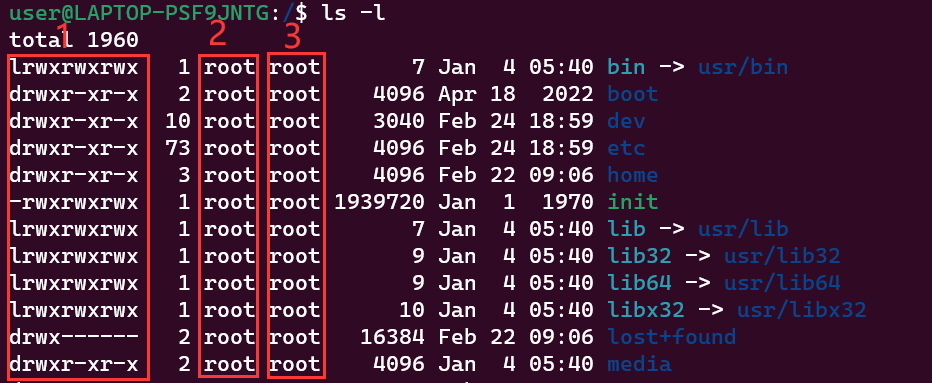 user@LAPTOP-PSF9JNTG:/$ ls -l
total 1960
1 2 3
lrwxrwxrwx 1 root root 7 Jan 4 05:40 bin -> usr/bin
drwxr-xr-x 2 root root 4096 Apr 18 2022 boot
drwxr-xr-x 10 root root 3040 Feb 24 18:59 dev
drwxr-xr-x 73 root root 4096 Feb 24 18:59 etc
drwxr-xr-x 3 root root 4096 Feb 22 09:06 home
-rwxrwxrwx 1 root root 1939720 Jan 1 1970 init
lrwxrwxrwx 1 root root 7 Jan 4 05:40 lib -> usr/lib
lrwxrwxrwx 1 root root 9 Jan 4 05:40 lib32 -> usr/lib32
lrwxrwxrwx 1 root root 9 Jan 4 05:40 lib64 -> usr/lib64
lrwxrwxrwx 1 root root 10 Jan 4 05:40 libx32 -> usr/libx32
drwx------ 2 root root 16384 Feb 22 09:06 lost+found
drwxr-xr-x 2 root root 4096 Jan 4 05:40 media